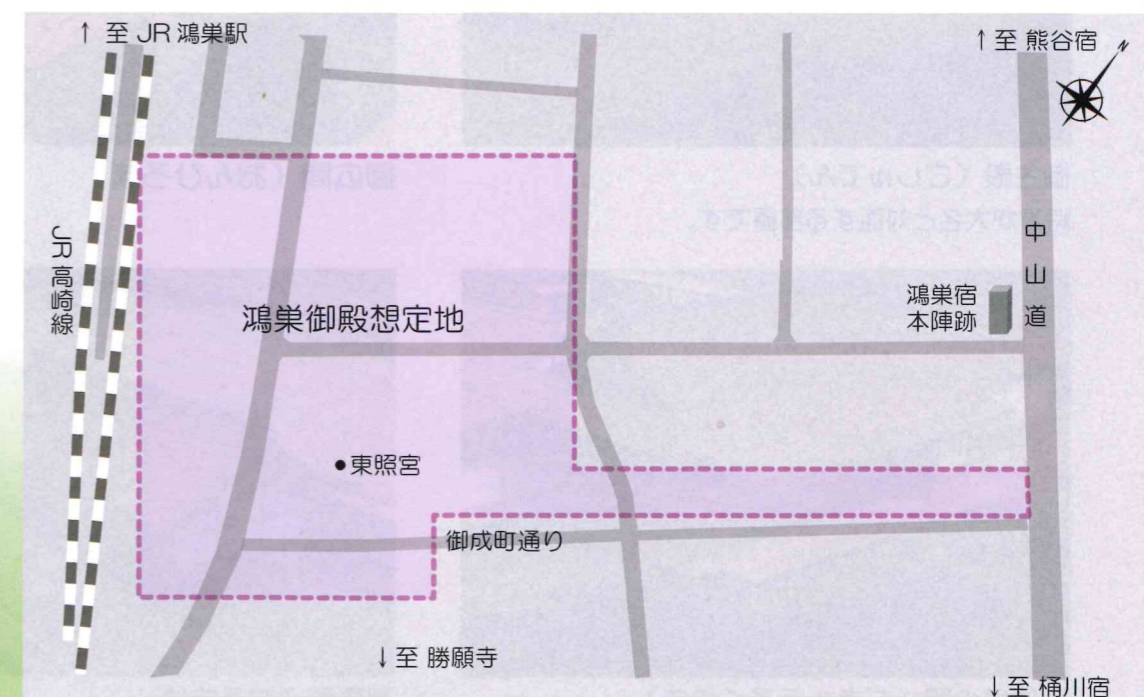 ↑ 至 JR 鴻巣駅
↑至 熊谷宿
N
JR高崎線
中山道
鴻巣宿
本陣跡
鴻巣御殿想定地
●東照宮
御成町通り
↓至 勝願寺
↓至 桶川宿